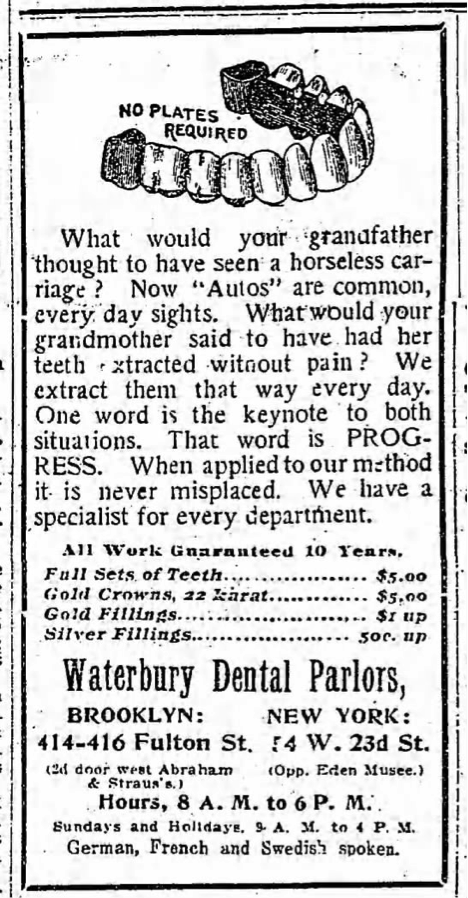 NO PLATES
REQUIRED
What would your grandfather
thought to have seen a horseless car-
riage? Now "Autos" are common,
every day sights. What would your
grandmother said to have had her
teeth extracted without pain? We
extract them that way every day.
One word is the keynote to both
situations. That word is PROG-
RESS. When applied to our method
it is never misplaced. We have a
specialist for every department.
All Work Guaranteed 10 Years.
Full Sets of Teeth.................. $5.00
Gold Crowns, 22 karat............... $5.00
Gold Fillings....................... $1 up
Silver Fillings.................... 50c. up
Waterbury Dental Parlors,
BROOKLYN: NEW YORK:
414-416 Fulton St. 54 W. 23d St.
(2d door west Abraham (Opp. Eden Musee.)
& Straus's.)
Hours, 8 A. M. to 6 P. M.
Sundays and Holidays, 9 A. M. to 4 P. M.
German, French and Swedish spoken.